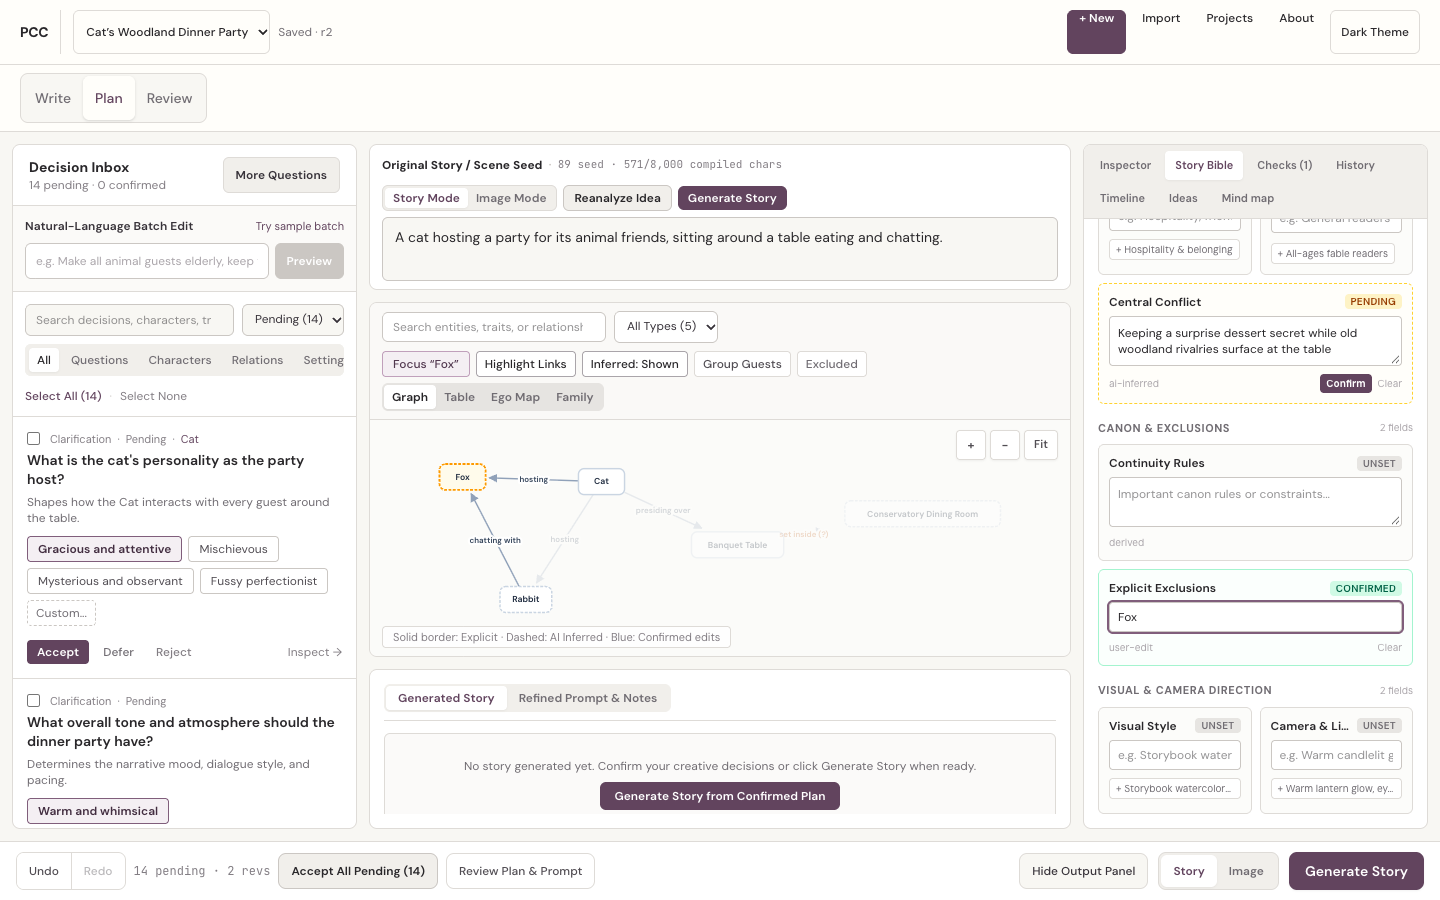 PCC
Cat's Woodland Dinner Party
Saved · r2
+ New
Import
Projects
About
Dark Theme
Write
Plan
Review
Decision Inbox
14 pending · 0 confirmed
More Questions
Natural-Language Batch Edit
Try sample batch
e.g. Make all animal guests elderly, keep
Preview
Search decisions, characters, tr
Pending (14)
All
Questions
Characters
Relations
Setting
Select All (14) · Select None
Clarification · Pending · Cat
What is the cat's personality as the party
host?
Shapes how the Cat interacts with every guest around
the table.
Gracious and attentive
Mischievous
Mysterious and observant
Fussy perfectionist
Custom...
Accept
Defer
Reject
Inspect →
Clarification · Pending
What overall tone and atmosphere should the
dinner party have?
Determines the narrative mood, dialogue style, and
pacing.
Warm and whimsical
Original Story / Scene Seed · 89 seed · 571/8,000 compiled chars
Story Mode
Image Mode
Reanalyze Idea
Generate Story
A cat hosting a party for its animal friends, sitting around a table eating and chatting.
Search entities, traits, or relationsh
All Types (5)
Focus “Fox”
Highlight Links
Inferred: Shown
Group Guests
Excluded
Graph
Table
Ego Map
Family
+
−
Fit
Fox
hosting
Cat
presiding over
Conservatory Dining Room
chatting with
hosting
Banquet Table
set inside (?)
Rabbit
Solid border: Explicit · Dashed: AI Inferred · Blue: Confirmed edits
Generated Story
Refined Prompt & Notes
No story generated yet. Confirm your creative decisions or click Generate Story when ready.
Generate Story from Confirmed Plan
Inspector
Story Bible
Checks (1)
History
Timeline
Ideas
Mind map
e.g. General readers
+ Hospitality & belonging
+ All-ages fable readers
Central Conflict
PENDING
Keeping a surprise dessert secret while old
woodland rivalries surface at the table
ai-inferred
Confirm
Clear
CANON & EXCLUSIONS
2 fields
Continuity Rules
UNSET
Important canon rules or constraints...
derived
Explicit Exclusions
CONFIRMED
Fox
user-edit
Clear
VISUAL & CAMERA DIRECTION
2 fields
Visual Style
UNSET
Camera & Li...
UNSET
e.g. Storybook water
e.g. Warm candlelit g
+ Storybook watercolor...
+ Warm lantern glow, ey...
Undo
Redo
14 pending · 2 revs
Accept All Pending (14)
Review Plan & Prompt
Hide Output Panel
Story
Image
Generate Story